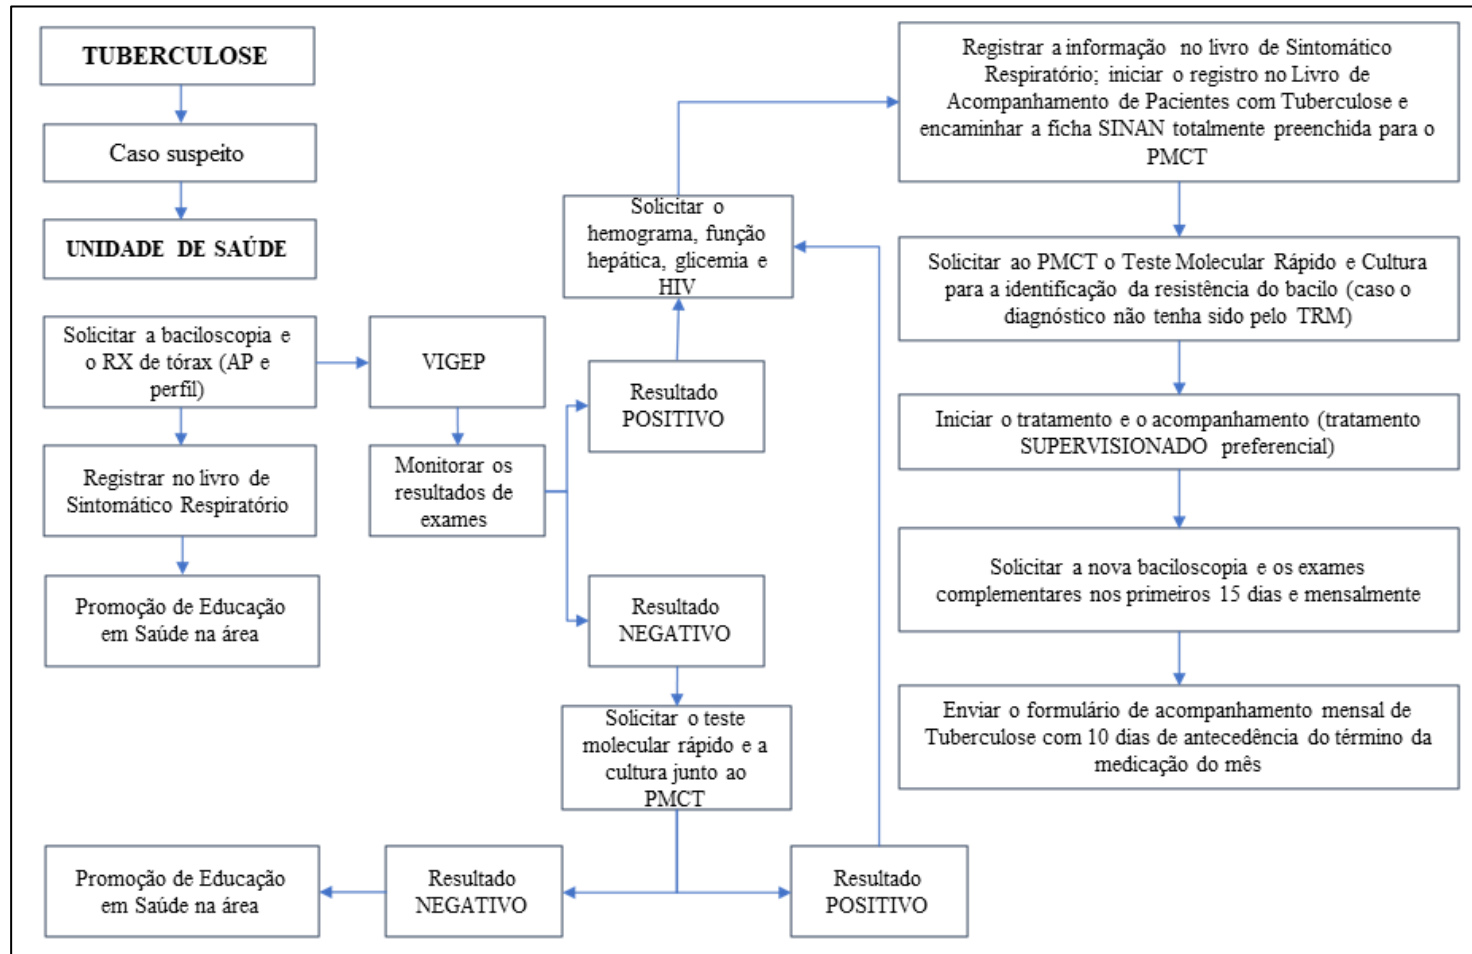 TUBERCULOSE
Caso suspeito
UNIDADE DE SAÚDE
Solicitar a baciloscopia e
o RX de tórax (AP e
perfil)
Registrar no livro de
Sintomático Respiratório
Promoção de Educação
em Saúde na área
VIGEP
Monitorar os
resultados de
exames
Resultado
POSITIVO
Solicitar o
hemograma, função
hepática, glicemia e
HIV
Resultado
NEGATIVO
Solicitar o teste
molecular rápido e a
cultura junto ao
PMCT
Resultado
NEGATIVO
Promoção de Educação
em Saúde na área
Resultado
POSITIVO
Registrar a informação no livro de Sintomático
Respiratório; iniciar o registro no Livro de
Acompanhamento de Pacientes com Tuberculose e
encaminhar a ficha SINAN totalmente preenchida para o
PMCT
Solicitar ao PMCT o Teste Molecular Rápido e Cultura
para a identificação da resistência do bacilo (caso o
diagnóstico não tenha sido pelo TRM)
Iniciar o tratamento e o acompanhamento (tratamento
SUPERVISIONADO preferencial)
Solicitar a nova baciloscopia e os exames
complementares nos primeiros 15 dias e mensalmente
Enviar o formulário de acompanhamento mensal de
Tuberculose com 10 dias de antecedência do término da
medicação do mês